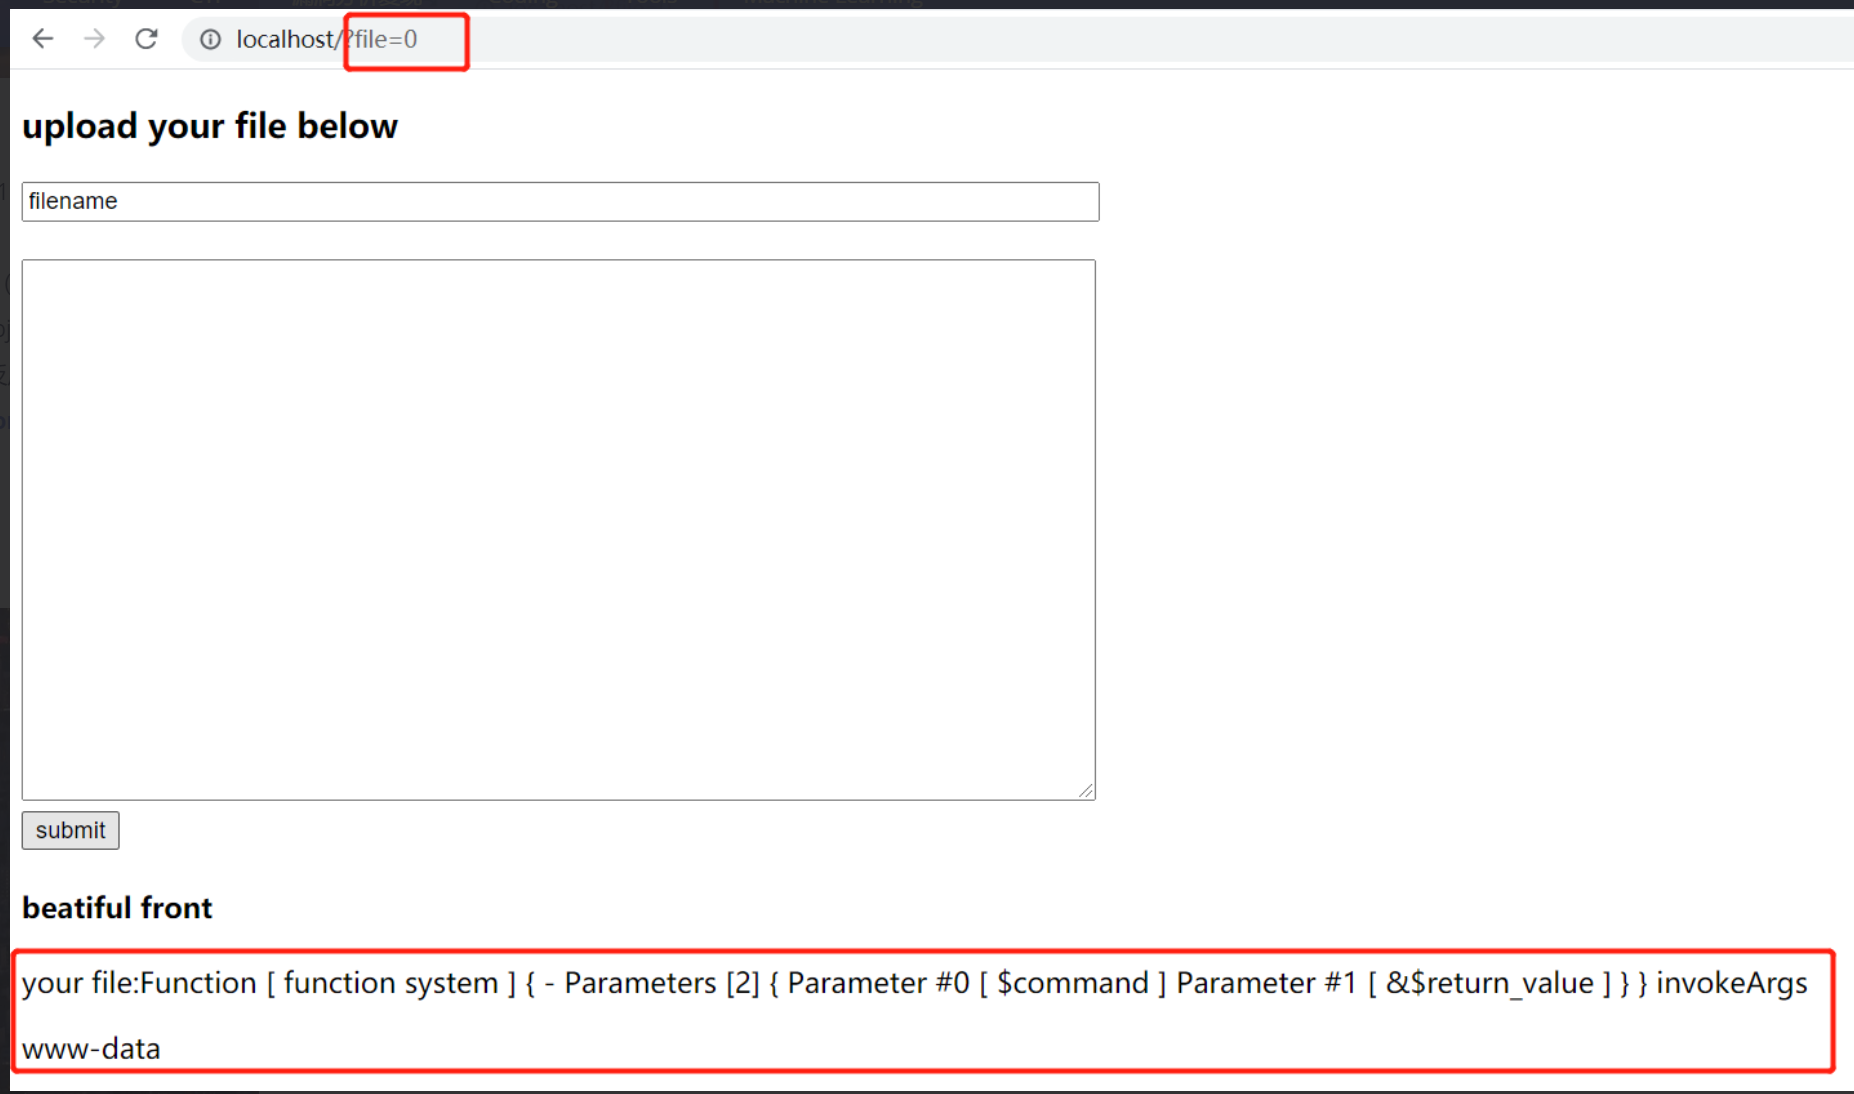 localhost/?file=0
upload your file below
filename
submit
beatiful front
your file:Function [ function system ] { - Parameters [2] { Parameter #0 [ $command ] Parameter #1 [ &$return_value ] } } invokeArgs
www-data